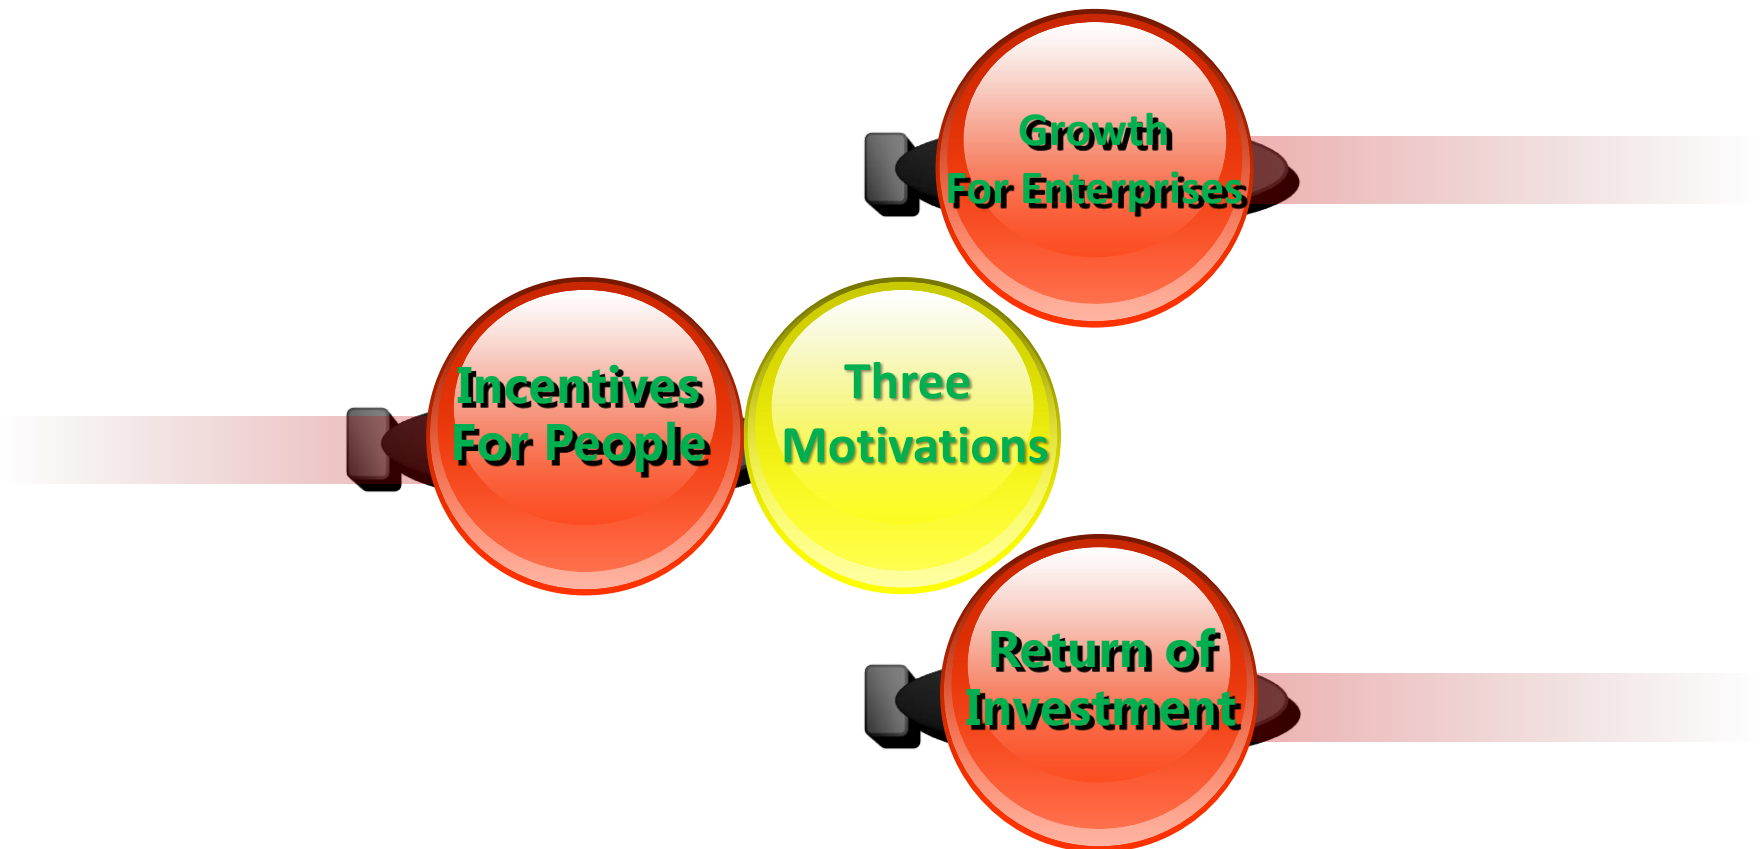 Growth
For Enterprises
Incentives
For People
Three
Motivations
Return of
Investment